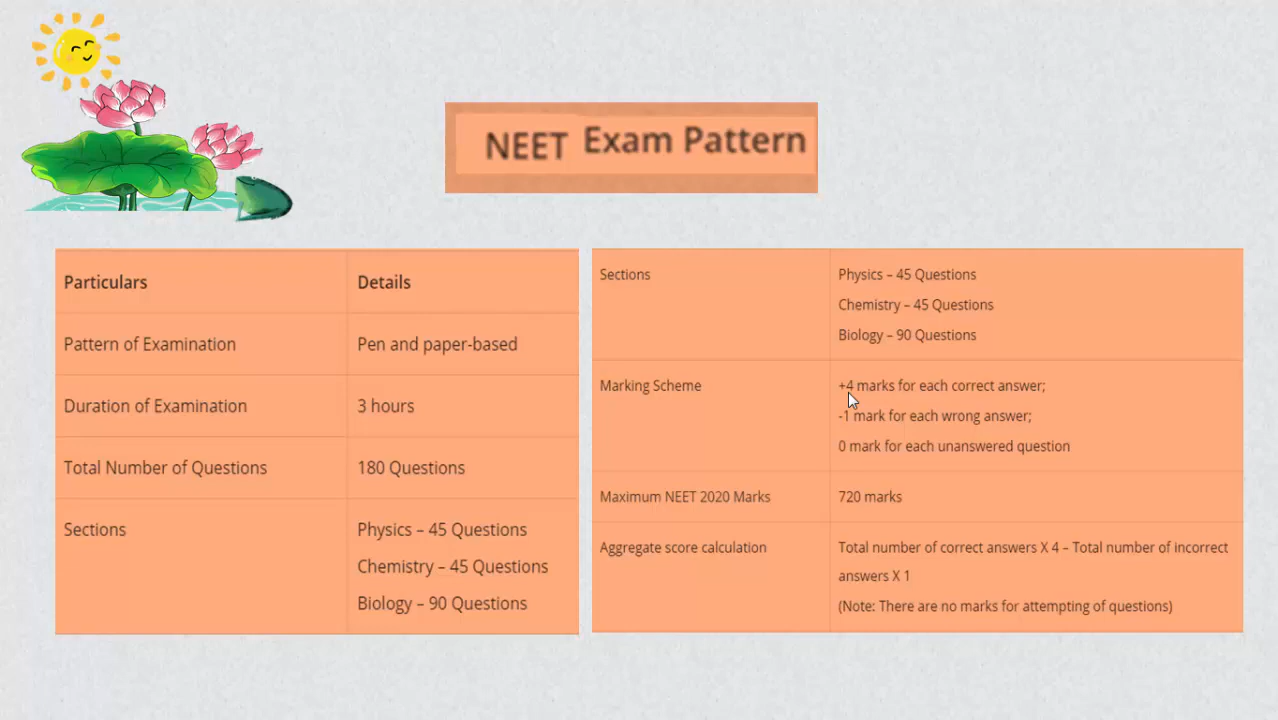 NEET Exam Pattern
Particulars Details
Pattern of Examination Pen and paper-based
Duration of Examination 3 hours
Total Number of Questions 180 Questions
Sections Physics – 45 Questions
Chemistry – 45 Questions
Biology – 90 Questions
Sections Physics – 45 Questions
Chemistry – 45 Questions
Biology – 90 Questions
Marking Scheme +4 marks for each correct answer;
-1 mark for each wrong answer;
0 mark for each unanswered question
Maximum NEET 2020 Marks 720 marks
Aggregate score calculation Total number of correct answers X 4 – Total number of incorrect
answers X 1
(Note: There are no marks for attempting of questions)